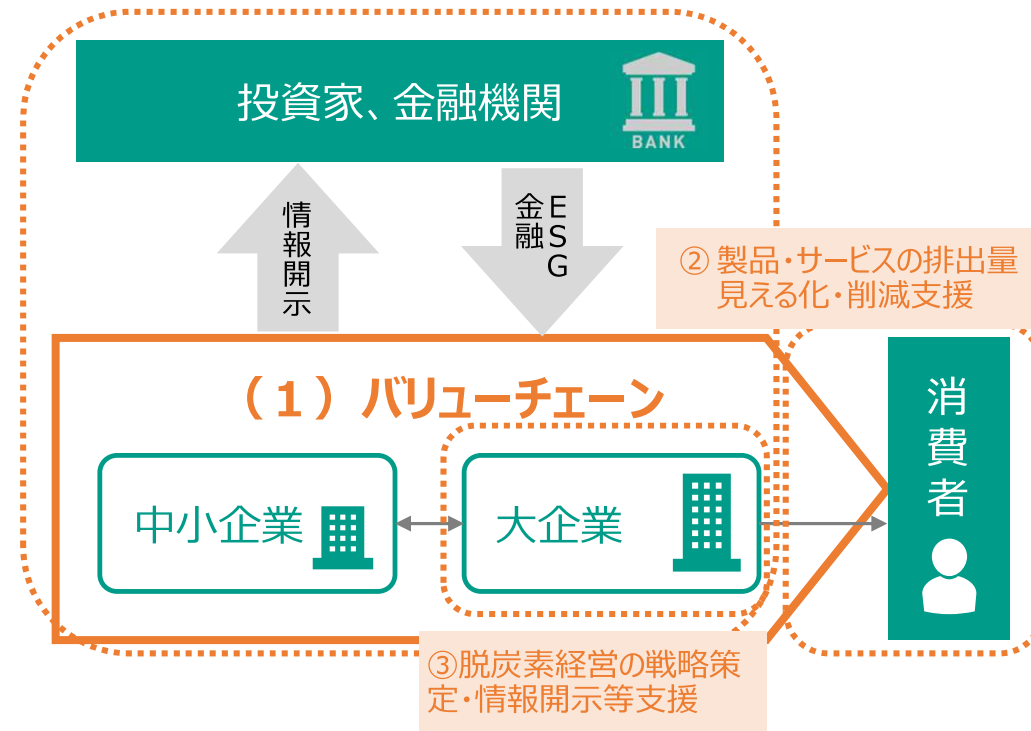 投資家、金融機関
BANK
情報開示
ESG
金融
② 製品・サービスの排出量
見える化・削減支援
（１）バリューチェーン
中小企業
大企業
消費者
③脱炭素経営の戦略策
定・情報開示等支援